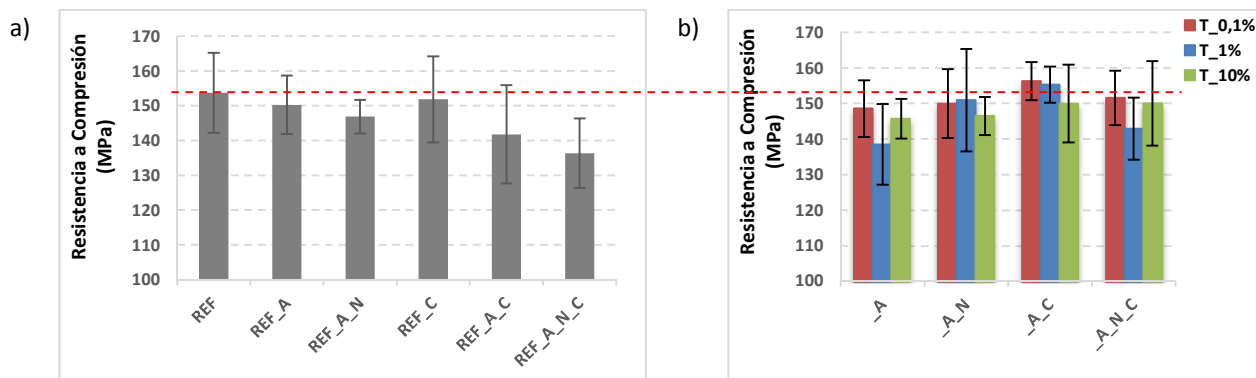 a)
Resistencia a Compresión
(MPa)
170
160
150
140
130
120
110
100
REF
REF_A
REF_A_N
REF_C
REF_A_C
REF_A_N_C
b)
Resistencia a Compresión
(MPa)
170
160
150
140
130
120
110
100
_A
_A_N
_A_C
_A_N_C
T_0,1%
T_1%
T_10%